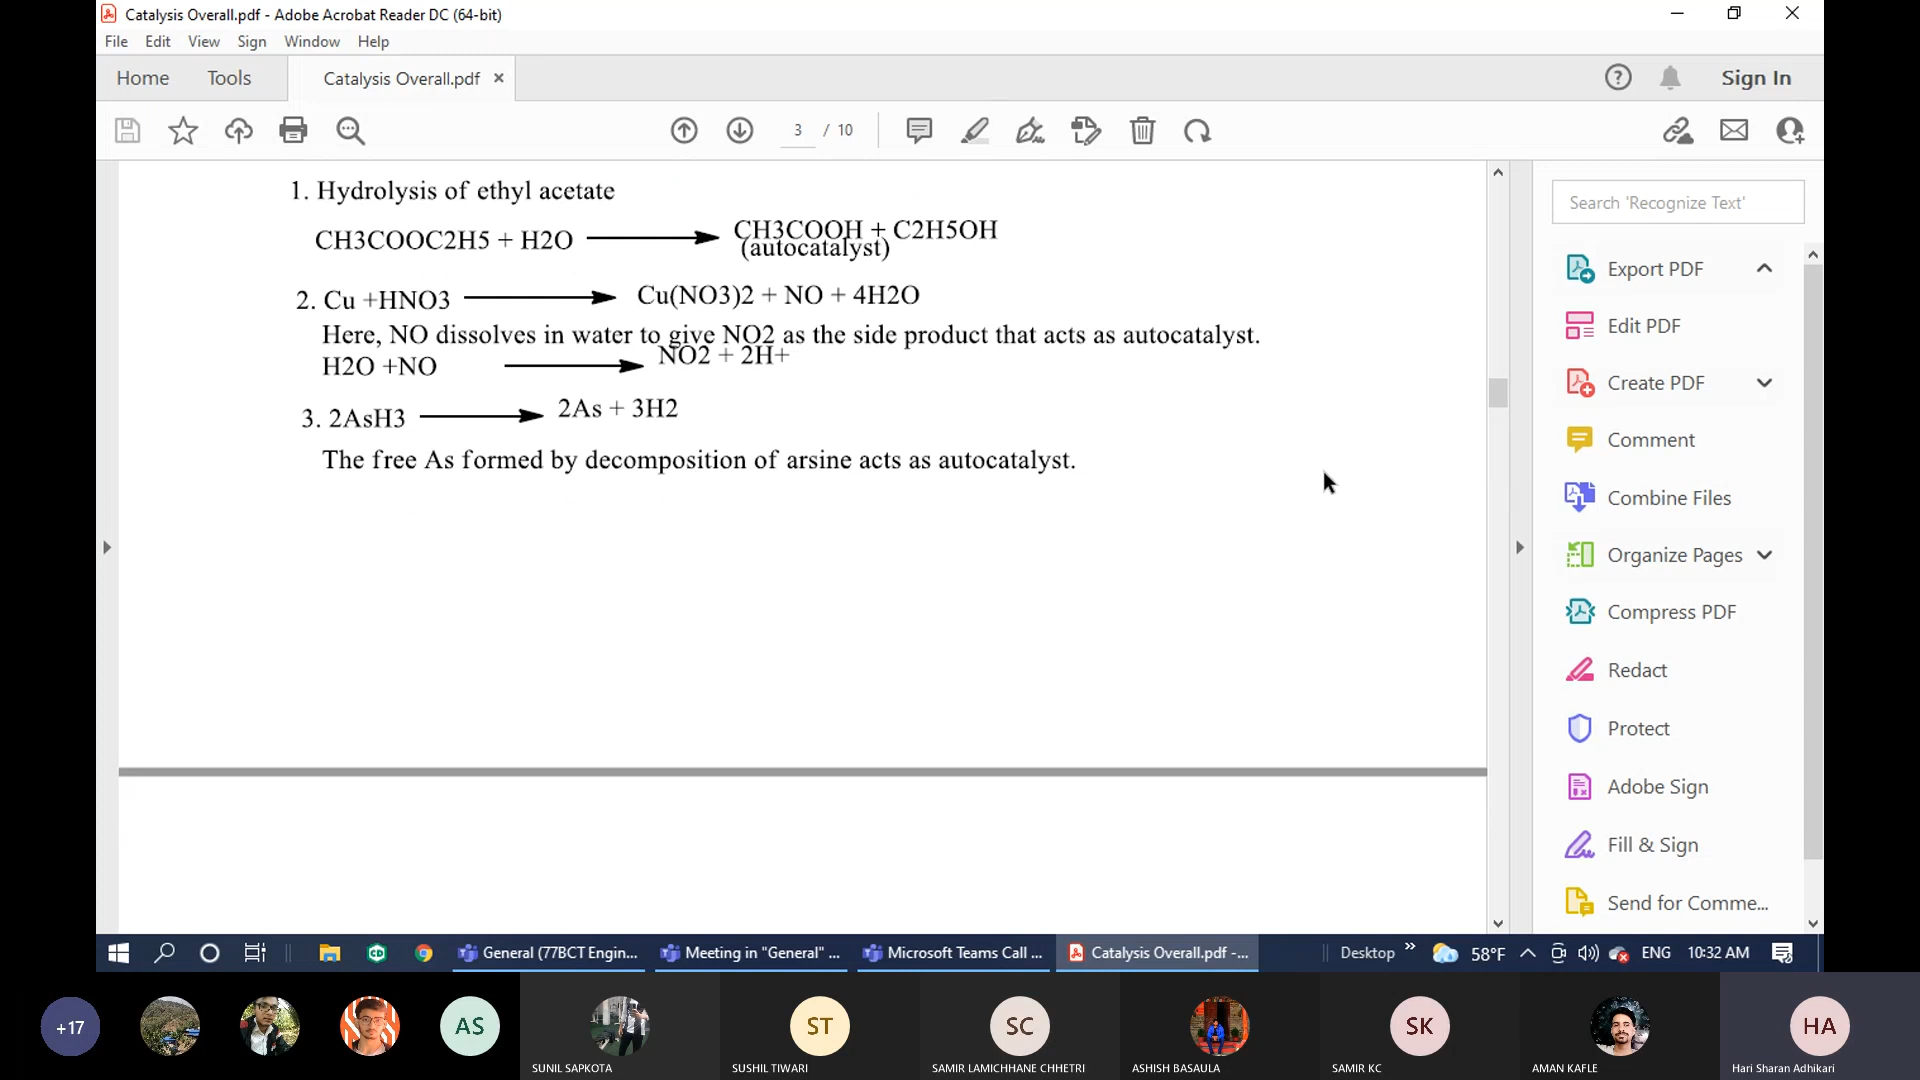 Catalysis Overall.pdf - Adobe Acrobat Reader DC (64-bit)
File Edit View Sign Window Help
Home Tools Catalysis Overall.pdf × Sign In
3 / 10
1. Hydrolysis of ethyl acetate
CH3COOC2H5 + H2O CH3COOH + C2H5OH
(autocatalyst)
2. Cu +HNO3 Cu(NO3)2 + NO + 4H2O
Here, NO dissolves in water to give NO2 as the side product that acts as autocatalyst.
H2O +NO NO2 + 2H+
3. 2AsH3 2As + 3H2
The free As formed by decomposition of arsine acts as autocatalyst.
Search 'Recognize Text'
Export PDF
Edit PDF
Create PDF
Comment
Combine Files
Organize Pages
Compress PDF
Redact
Protect
Adobe Sign
Fill & Sign
Send for Comme...
General (77BCT Engin... Meeting in "General" ... Microsoft Teams Call ... Catalysis Overall.pdf -... Desktop » 58°F ENG 10:32 AM
+17 AS ST SC SK HA
SUNIL SAPKOTA SUSHIL TIWARI SAMIR LAMICHHANE CHHETRI ASHISH BASAULA SAMIR KC AMAN KAFLE Hari Sharan Adhikari